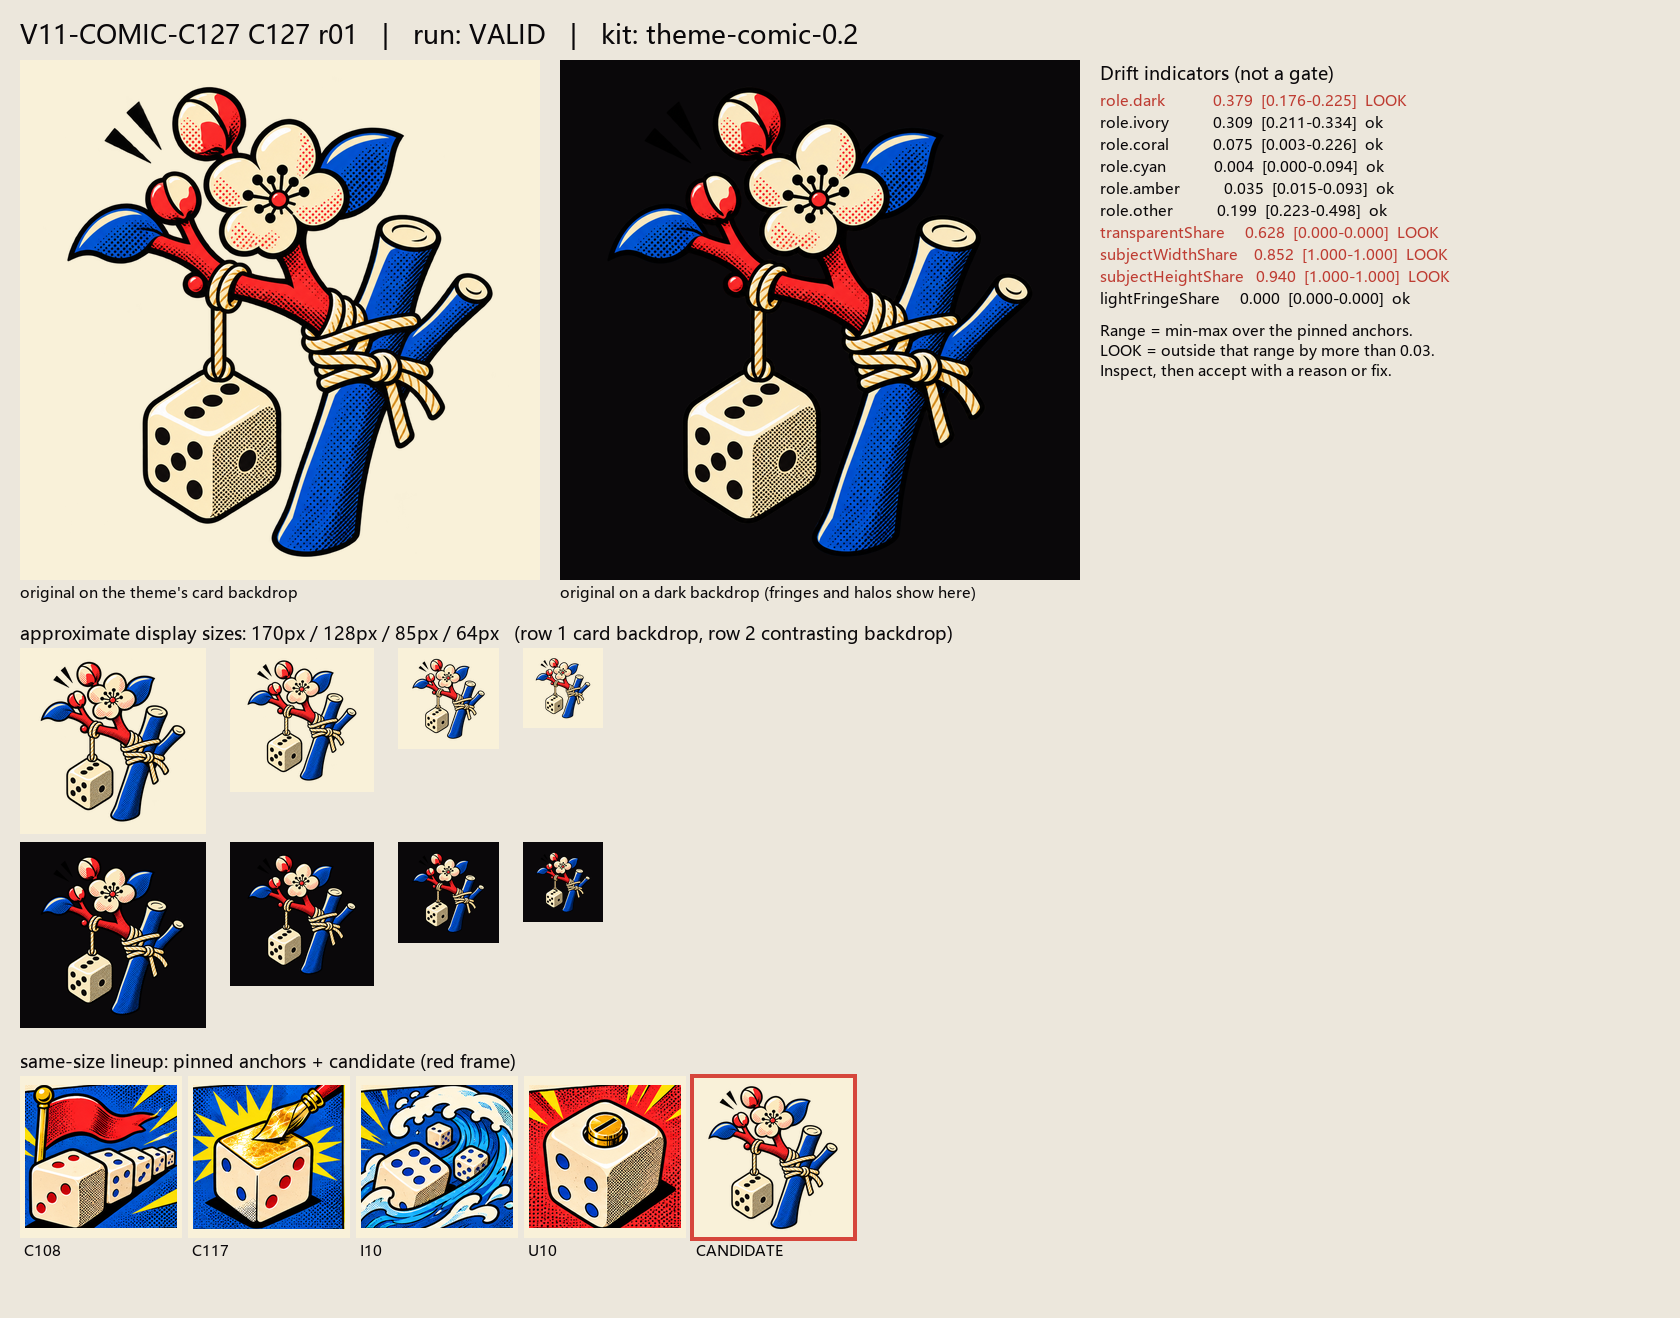 V11-COMIC-C127 C127 r01 | run: VALID | kit: theme-comic-0.2
Drift indicators (not a gate)
role.dark 0.379 [0.176-0.225] LOOK
role.ivory 0.309 [0.211-0.334] ok
role.coral 0.075 [0.003-0.226] ok
role.cyan 0.004 [0.000-0.094] ok
role.amber 0.035 [0.015-0.093] ok
role.other 0.199 [0.223-0.498] ok
transparentShare 0.628 [0.000-0.000] LOOK
subjectWidthShare 0.852 [1.000-1.000] LOOK
subjectHeightShare 0.940 [1.000-1.000] LOOK
lightFringeShare 0.000 [0.000-0.000] ok
Range = min-max over the pinned anchors.
LOOK = outside that range by more than 0.03.
Inspect, then accept with a reason or fix.
original on the theme's card backdrop
original on a dark backdrop (fringes and halos show here)
approximate display sizes: 170px / 128px / 85px / 64px (row 1 card backdrop, row 2 contrasting backdrop)
same-size lineup: pinned anchors + candidate (red frame)
C108
C117
I10
U10
CANDIDATE